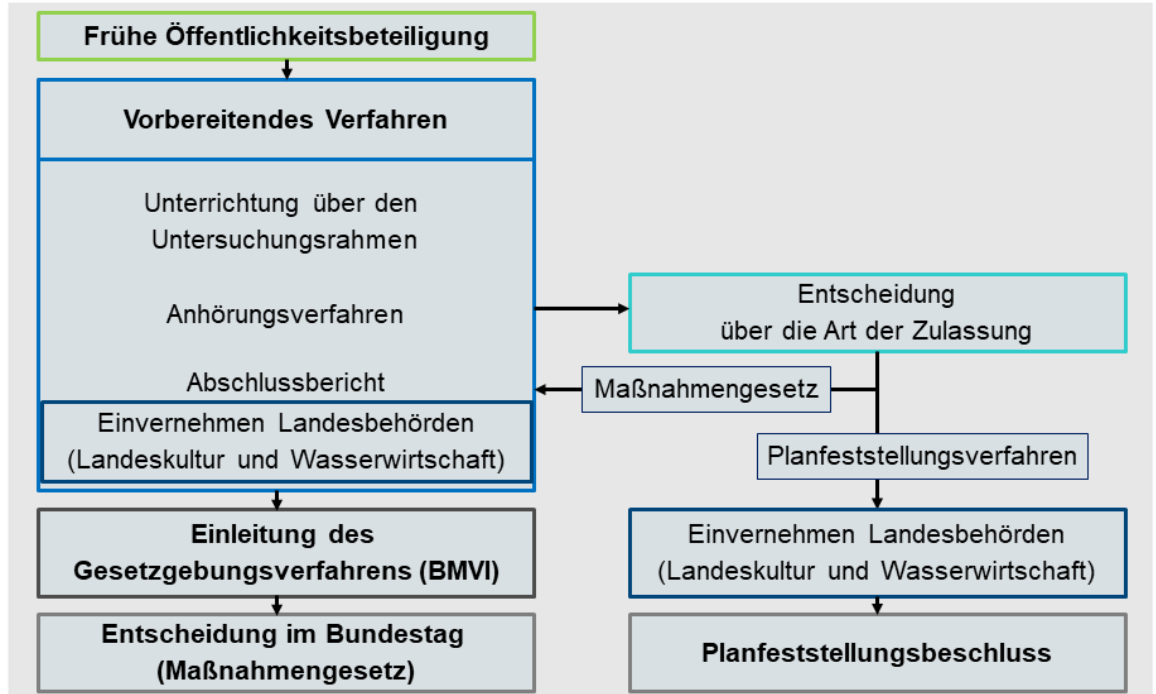 Frühe Öffentlichkeitsbeteiligung
Vorbereitendes Verfahren
Unterrichtung über den
Untersuchungsrahmen
Anhörungsverfahren
Entscheidung
über die Art der Zulassung
Abschlussbericht
Maßnahmengesetz
Einvernehmen Landesbehörden
(Landeskultur und Wasserwirtschaft)
Planfeststellungsverfahren
Einleitung des
Gesetzgebungsverfahrens (BMVI)
Einvernehmen Landesbehörden
(Landeskultur und Wasserwirtschaft)
Entscheidung im Bundestag
(Maßnahmengesetz)
Planfeststellungsbeschluss